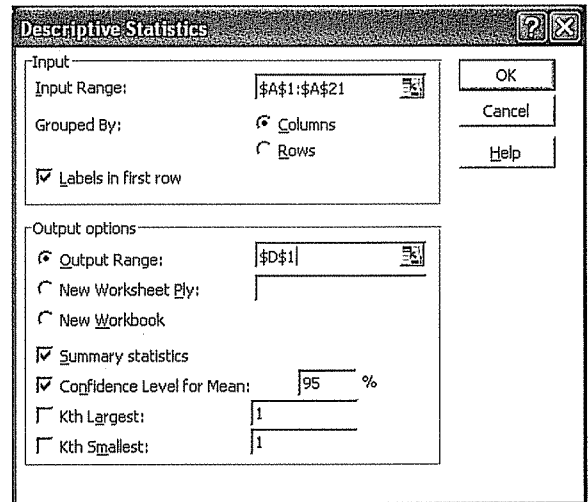 Descriptive Statistics
Input
Input Range: $A$1:$A$21
Grouped By: Columns
Rows
Labels in first row
OK
Cancel
Help
Output options
Output Range: $D$1
New Worksheet Ply:
New Workbook
Summary statistics
Confidence Level for Mean: 95 %
Kth Largest: 1
Kth Smallest: 1